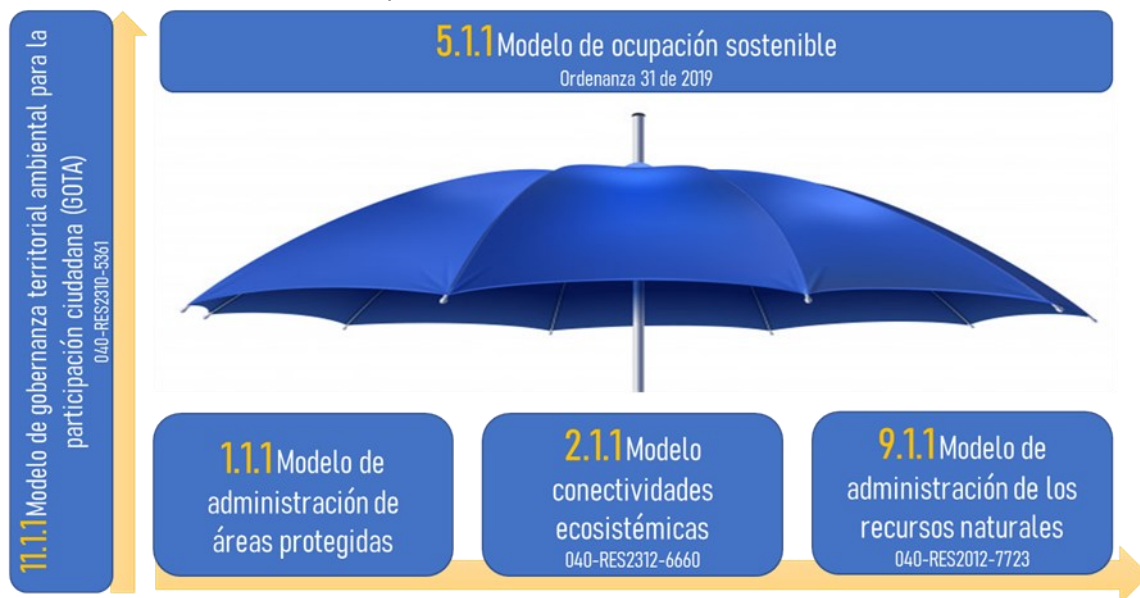 11.1.1 Modelo de gobernanza territorial ambiental para la
participación ciudadana (GOTA)
040-RES2310-5361
5.1.1 Modelo de ocupación sostenible
Ordenanza 31 de 2019
1.1.1 Modelo de
administración de
áreas protegidas
2.1.1 Modelo
conectividades
ecosistémicas
040-RES2312-6660
9.1.1 Modelo de
administración de los
recursos naturales
040-RES2012-7723